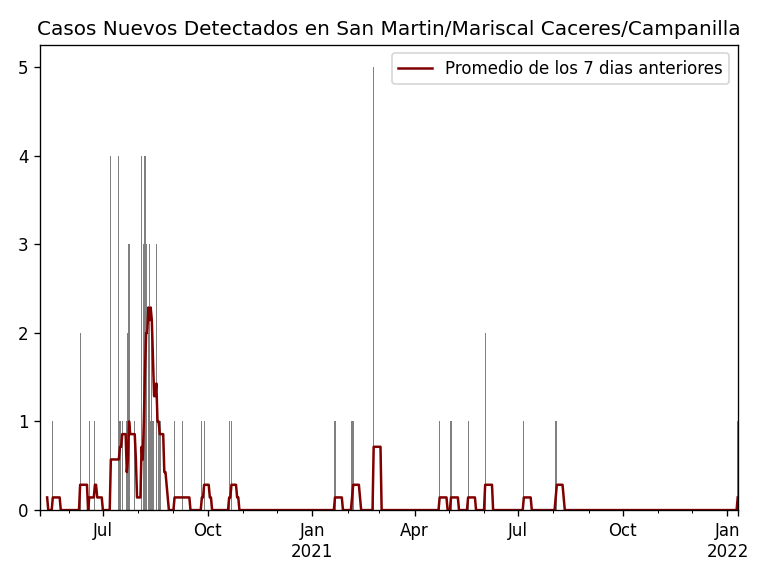 Casos Nuevos Detectados en San Martin/Mariscal Caceres/Campanilla
Promedio de los 7 dias anteriores
5
4
3
2
1
0
Jul
Oct
Jan
2021
Apr
Jul
Oct
Jan
2022